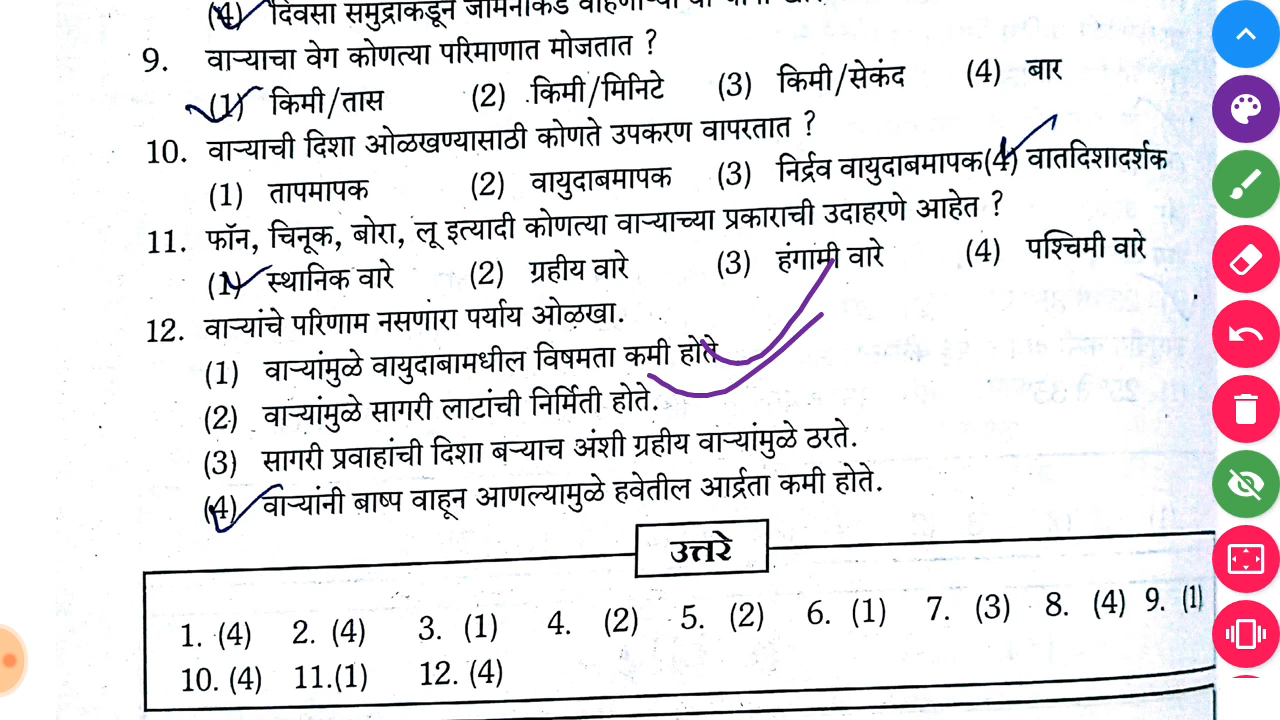 (4) दिवसा समुद्राकडून
9. वाऱ्याचा वेग कोणत्या परिमाणात मोजतात ?
(1) किमी/तास (2) किमी/मिनिटे (3) किमी/सेकंद (4) बार
10. वाऱ्याची दिशा ओळखण्यासाठी कोणते उपकरण वापरतात ?
(1) तापमापक (2) वायुदाबमापक (3) निर्द्रव वायुदाबमापक(4) वातदिशादर्शक
11. फॉन, चिनूक, बोरा, लू इत्यादी कोणत्या वाऱ्याच्या प्रकाराची उदाहरणे आहेत ?
(1) स्थानिक वारे (2) ग्रहीय वारे (3) हंगामी वारे (4) पश्चिमी वारे
12. वाऱ्यांचे परिणाम नसणांरा पर्याय ओळखा.
(1) वाऱ्यांमुळे वायुदाबामधील विषमता कमी होते
(2) वाऱ्यांमुळे सागरी लाटांची निर्मिती होते.
(3) सागरी प्रवाहांची दिशा बऱ्याच अंशी ग्रहीय वाऱ्यांमुळे ठरते.
(4) वाऱ्यांनी बाष्प वाहून आणल्यामुळे हवेतील आर्द्रता कमी होते.
उत्तरे
1. (4) 2. (4) 3. (1) 4. (2) 5. (2) 6. (1) 7. (3) 8. (4) 9. (1)
10. (4) 11.(1) 12. (4)